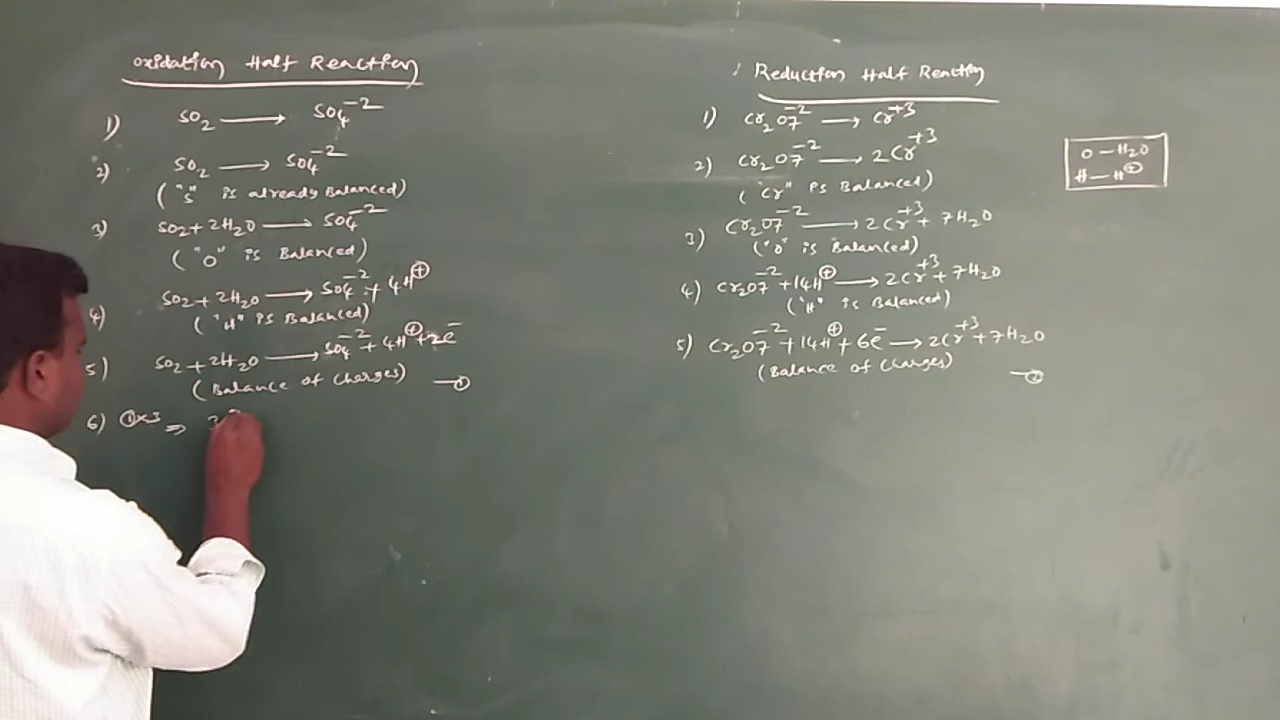 Oxidation Half Reaction
1) SO2 ⟶ SO4⁻²
2) SO2 ⟶ SO4⁻²
("S" is already Balanced)
3) SO2 + 2H2O ⟶ SO4⁻²
("O" is Balanced)
4) SO2 + 2H2O ⟶ SO4⁻² + 4H⊕
("H" is Balanced)
5) SO2 + 2H2O ⟶ SO4⁻² + 4H⊕ + 2e⁻
(Balance of Charges) —①
6) ①×3 ⇒ 3
Reduction Half Reaction
1) Cr2O7⁻² ⟶ Cr⁺³
2) Cr2O7⁻² ⟶ 2Cr⁺³
("Cr" is Balanced)
3) Cr2O7⁻² ⟶ 2Cr⁺³ + 7H2O
("O" is Balanced)
4) Cr2O7⁻² + 14H⊕ ⟶ 2Cr⁺³ + 7H2O
("H" is Balanced)
5) Cr2O7⁻² + 14H⊕ + 6e⁻ ⟶ 2Cr⁺³ + 7H2O
(Balance of Charges) —②
O — H2O
H — H⊕